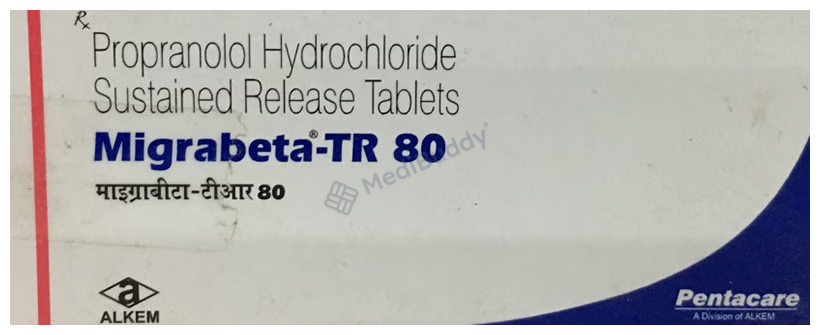 Rx
Propranolol Hydrochloride
Sustained Release Tablets
Migrabeta®-TR 80
माइग्राबीटा-टीआर 80
MediBuddy
a
ALKEM
Pentacare
A Division of ALKEM